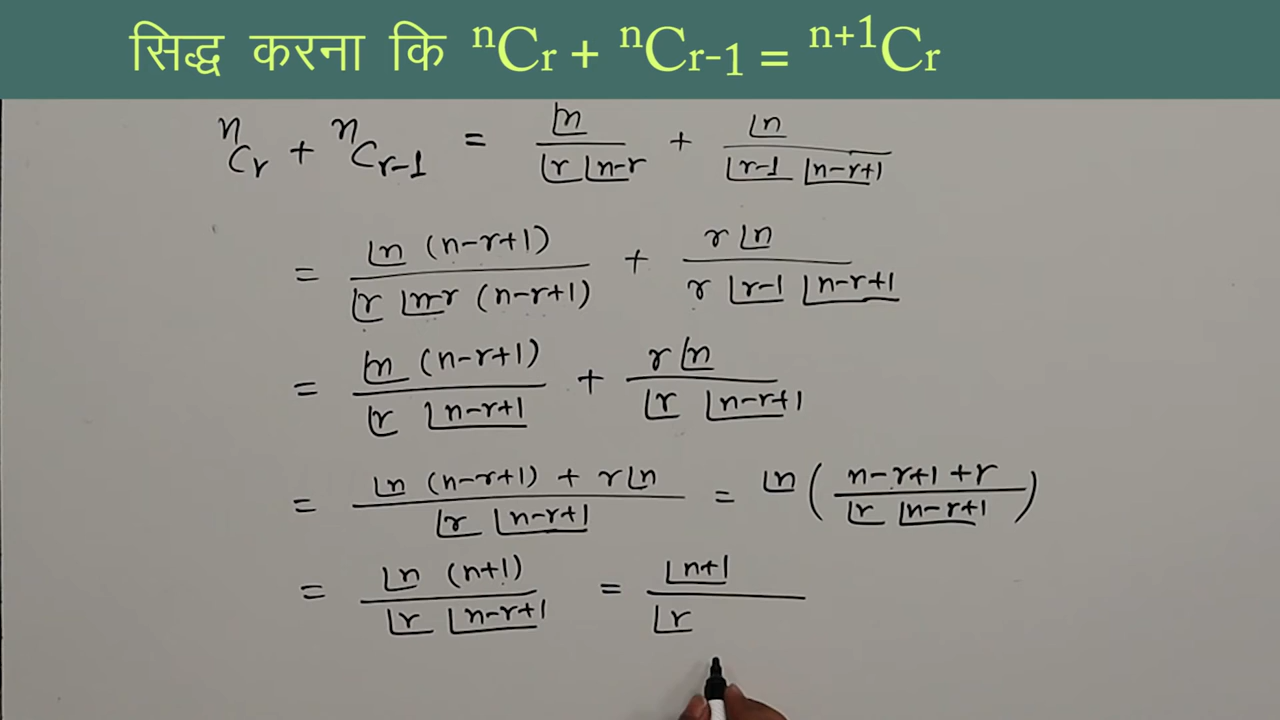 सिद्ध करना कि ⁿCr + ⁿCr-1 = ⁿ⁺¹Cr
ⁿCr + ⁿCr-1 = ⌊n / ⌊r ⌊n-r + ⌊n / ⌊r-1 ⌊n-r+1
= ⌊n (n-r+1) / ⌊r ⌊n-r (n-r+1) + r ⌊n / r ⌊r-1 ⌊n-r+1
= ⌊n (n-r+1) / ⌊r ⌊n-r+1 + r ⌊n / ⌊r ⌊n-r+1
= ⌊n (n-r+1) + r ⌊n / ⌊r ⌊n-r+1 = ⌊n ( n-r+1+r / ⌊r ⌊n-r+1 )
= ⌊n (n+1) / ⌊r ⌊n-r+1 = ⌊n+1 / ⌊r